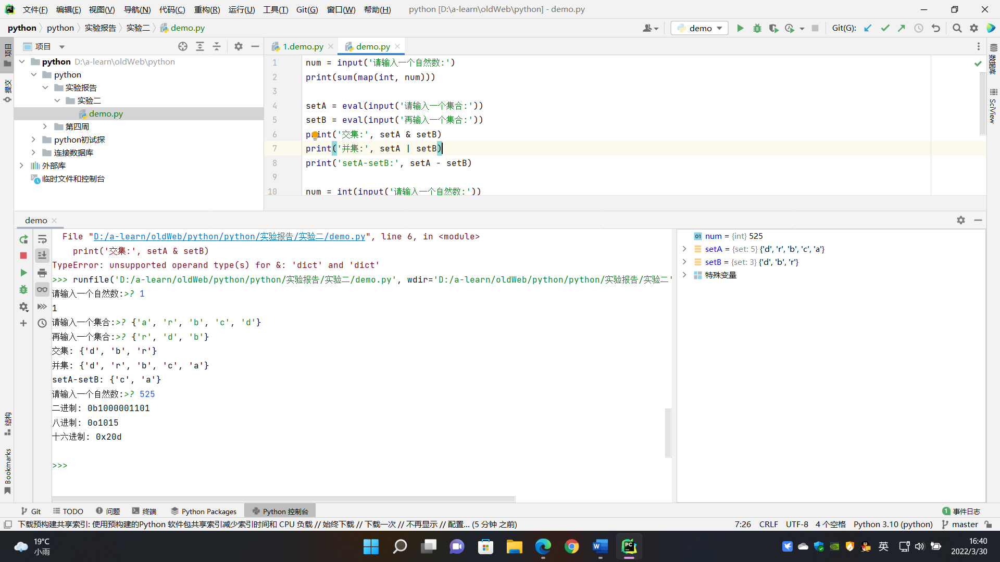 文件(F) 编辑(E) 视图(V) 导航(N) 代码(C) 重构(R) 运行(U) 工具(T) Git(G) 窗口(W) 帮助(H) python [D:\a-learn\oldWeb\python] - demo.py
python python 实验报告 实验二 demo.py
demo Git(G):
项目
1.demo.py demo.py
python D:\a-learn\oldWeb\python
python
实验报告
实验二
demo.py
第四周
python初试探
连接数据库
外部库
临时文件和控制台
项目
提交
结构
Bookmarks
1 num = input('请输入一个自然数:')
2 print(sum(map(int, num)))
3
4 setA = eval(input('请输入一个集合:'))
5 setB = eval(input('再输入一个集合:'))
6 print('交集:', setA & setB)
7 print('并集:', setA | setB)
8 print('setA-setB:', setA - setB)
9
10 num = int(input('请输入一个自然数:'))
数据库
SciView
demo
File "D:/a-learn/oldWeb/python/python/实验报告/实验二/demo.py", line 6, in <module>
print('交集:', setA & setB)
TypeError: unsupported operand type(s) for &: 'dict' and 'dict'
>>> runfile('D:/a-learn/oldWeb/python/python/实验报告/实验二/demo.py', wdir='D:/a-learn/oldWeb/python/python/实验报告/实验二'
请输入一个自然数:>? 1
1
请输入一个集合:>? {'a', 'r', 'b', 'c', 'd'}
再输入一个集合:>? {'r', 'd', 'b'}
交集: {'d', 'b', 'r'}
并集: {'d', 'r', 'b', 'c', 'a'}
setA-setB: {'c', 'a'}
请输入一个自然数:>? 525
二进制: 0b1000001101
八进制: 0o1015
十六进制: 0x20d
>>>
num = {int} 525
setA = {set: 5} {'d', 'r', 'b', 'c', 'a'}
setB = {set: 3} {'d', 'b', 'r'}
特殊变量
Git TODO 问题 终端 Python Packages Python 控制台 1 事件日志
下载预构建共享索引: 使用预构建的Python 软件包共享索引减少索引时间和 CPU 负载 // 始终下载 // 下载一次 // 不再显示 // 配置... (5 分钟 之前) 7:26 CRLF UTF-8 4 个空格 Python 3.10 (python) master
19°C
小雨
英
16:40
2022/3/30